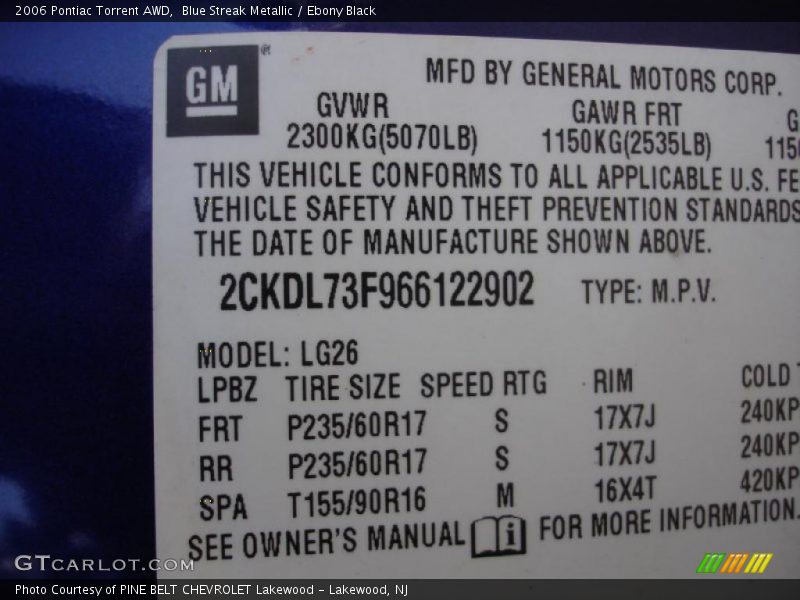 2006 Pontiac Torrent AWD,  Blue Streak Metallic / Ebony Black
GM®
MFD BY GENERAL MOTORS CORP.
GVWR GAWR FRT
2300KG(5070LB) 1150KG(2535LB)
THIS VEHICLE CONFORMS TO ALL APPLICABLE U.S.
VEHICLE SAFETY AND THEFT PREVENTION STANDARDS
THE DATE OF MANUFACTURE SHOWN ABOVE.
2CKDL73F966122902 TYPE: M.P.V.
MODEL: LG26
LPBZ TIRE SIZE SPEED RTG RIM COLD
FRT P235/60R17 S 17X7J 240KP
RR P235/60R17 S 17X7J 240KP
SPA T155/90R16 M 16X4T 420KP
SEE OWNER'S MANUAL i FOR MORE INFORMATION.
GTcarlot.com
Photo Courtesy of PINE BELT CHEVROLET Lakewood - Lakewood, NJ